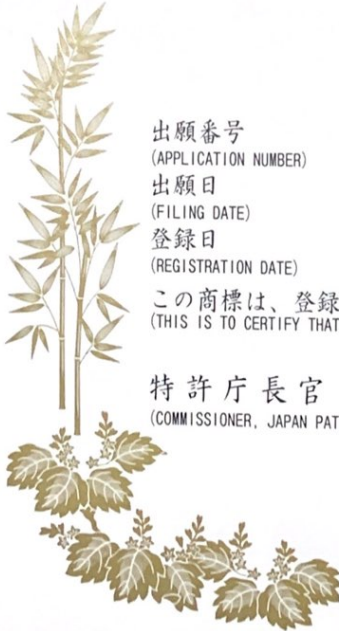 出願番号
(APPLICATION NUMBER)
出願日
(FILING DATE)
登録日
(REGISTRATION DATE)
この商標は、登録
(THIS IS TO CERTIFY THAT
特許庁長官
(COMMISSIONER, JAPAN PAT